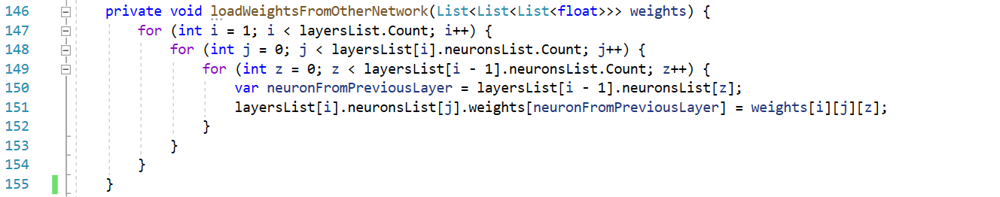 146 private void loadWeightsFromOtherNetwork(List<List<List<float>>> weights) {
147 for (int i = 1; i < layersList.Count; i++) {
148 for (int j = 0; j < layersList[i].neuronsList.Count; j++) {
149 for (int z = 0; z < layersList[i - 1].neuronsList.Count; z++) {
150 var neuronFromPreviousLayer = layersList[i - 1].neuronsList[z];
151 layersList[i].neuronsList[j].weights[neuronFromPreviousLayer] = weights[i][j][z];
152 }
153 }
154 }
155 }